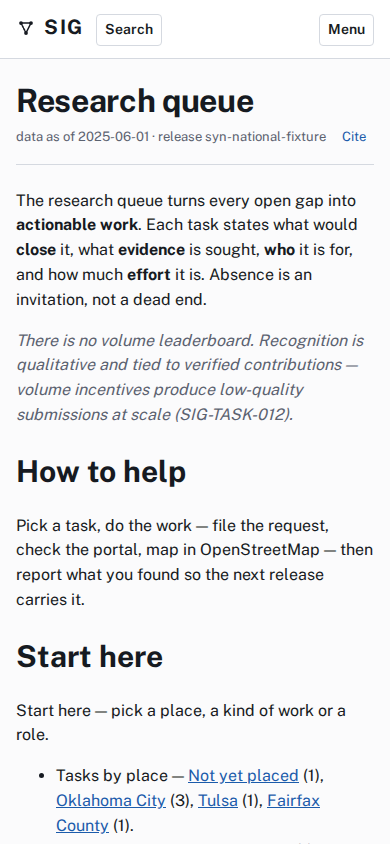 SIG Search Menu
Research queue
data as of 2025-06-01 · release syn-national-fixture Cite
The research queue turns every open gap into
actionable work. Each task states what would
close it, what evidence is sought, who it is for,
and how much effort it is. Absence is an
invitation, not a dead end.
There is no volume leaderboard. Recognition is
qualitative and tied to verified contributions —
volume incentives produce low-quality
submissions at scale (SIG-TASK-012).
How to help
Pick a task, do the work — file the request,
check the portal, map in OpenStreetMap — then
report what you found so the next release
carries it.
Start here
Start here — pick a place, a kind of work or a
role.
• Tasks by place — Not yet placed (1),
Oklahoma City (3), Tulsa (1), Fairfax
County (1).